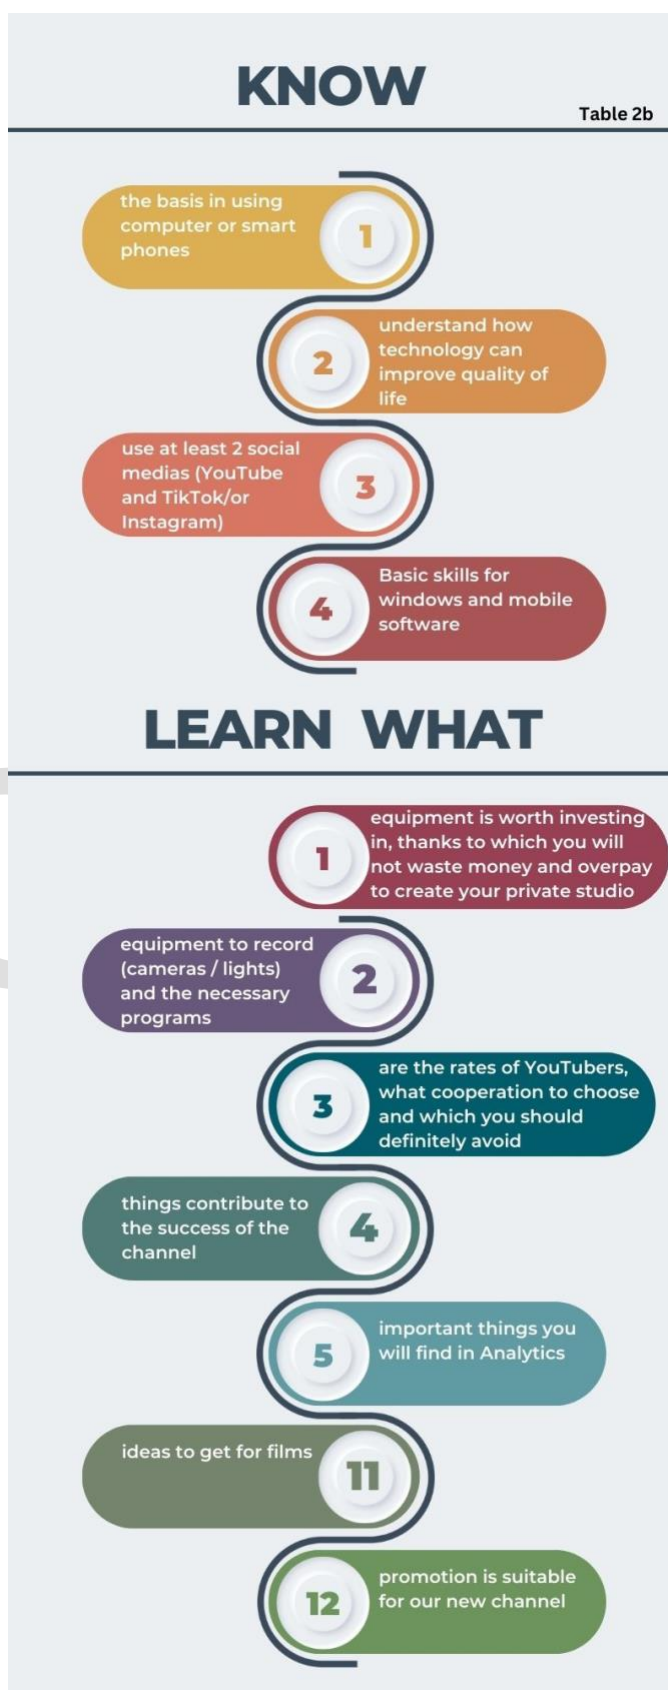 KNOW
Table 2b
the basis in using
computer or smart
phones
1
2
understand how
technology can
improve quality of
life
use at least 2 social
medias (YouTube
and TikTok/or
Instagram)
3
4
Basic skills for
windows and mobile
software
LEARN WHAT
1
equipment is worth investing
in, thanks to which you will
not waste money and overpay
to create your private studio
equipment to record
(cameras / lights)
and the necessary
programs
2
3
are the rates of YouTubers,
what cooperation to choose
and which you should
definitely avoid
things contribute to
the success of the
channel
4
5
important things you
will find in Analytics
ideas to get for films
11
12
promotion is suitable
for our new channel